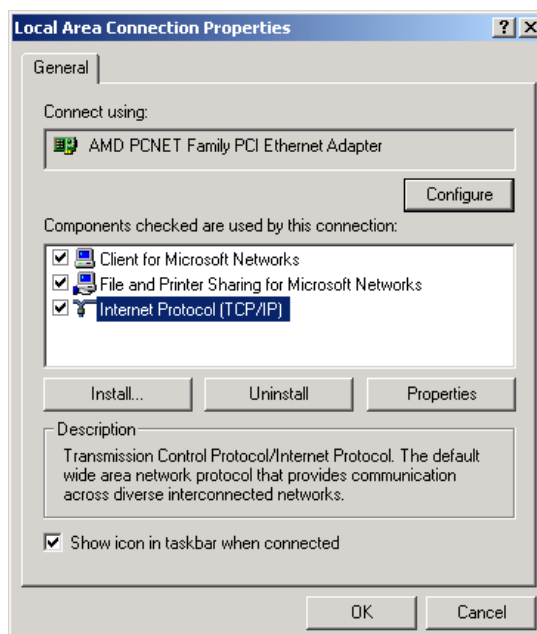 Local Area Connection Properties
General
Connect using:
AMD PCNET Family PCI Ethernet Adapter
Configure
Components checked are used by this connection:
Client for Microsoft Networks
File and Printer Sharing for Microsoft Networks
Internet Protocol (TCP/IP)
Install... Uninstall Properties
Description
Transmission Control Protocol/Internet Protocol. The default
wide area network protocol that provides communication
across diverse interconnected networks.
Show icon in taskbar when connected
OK Cancel